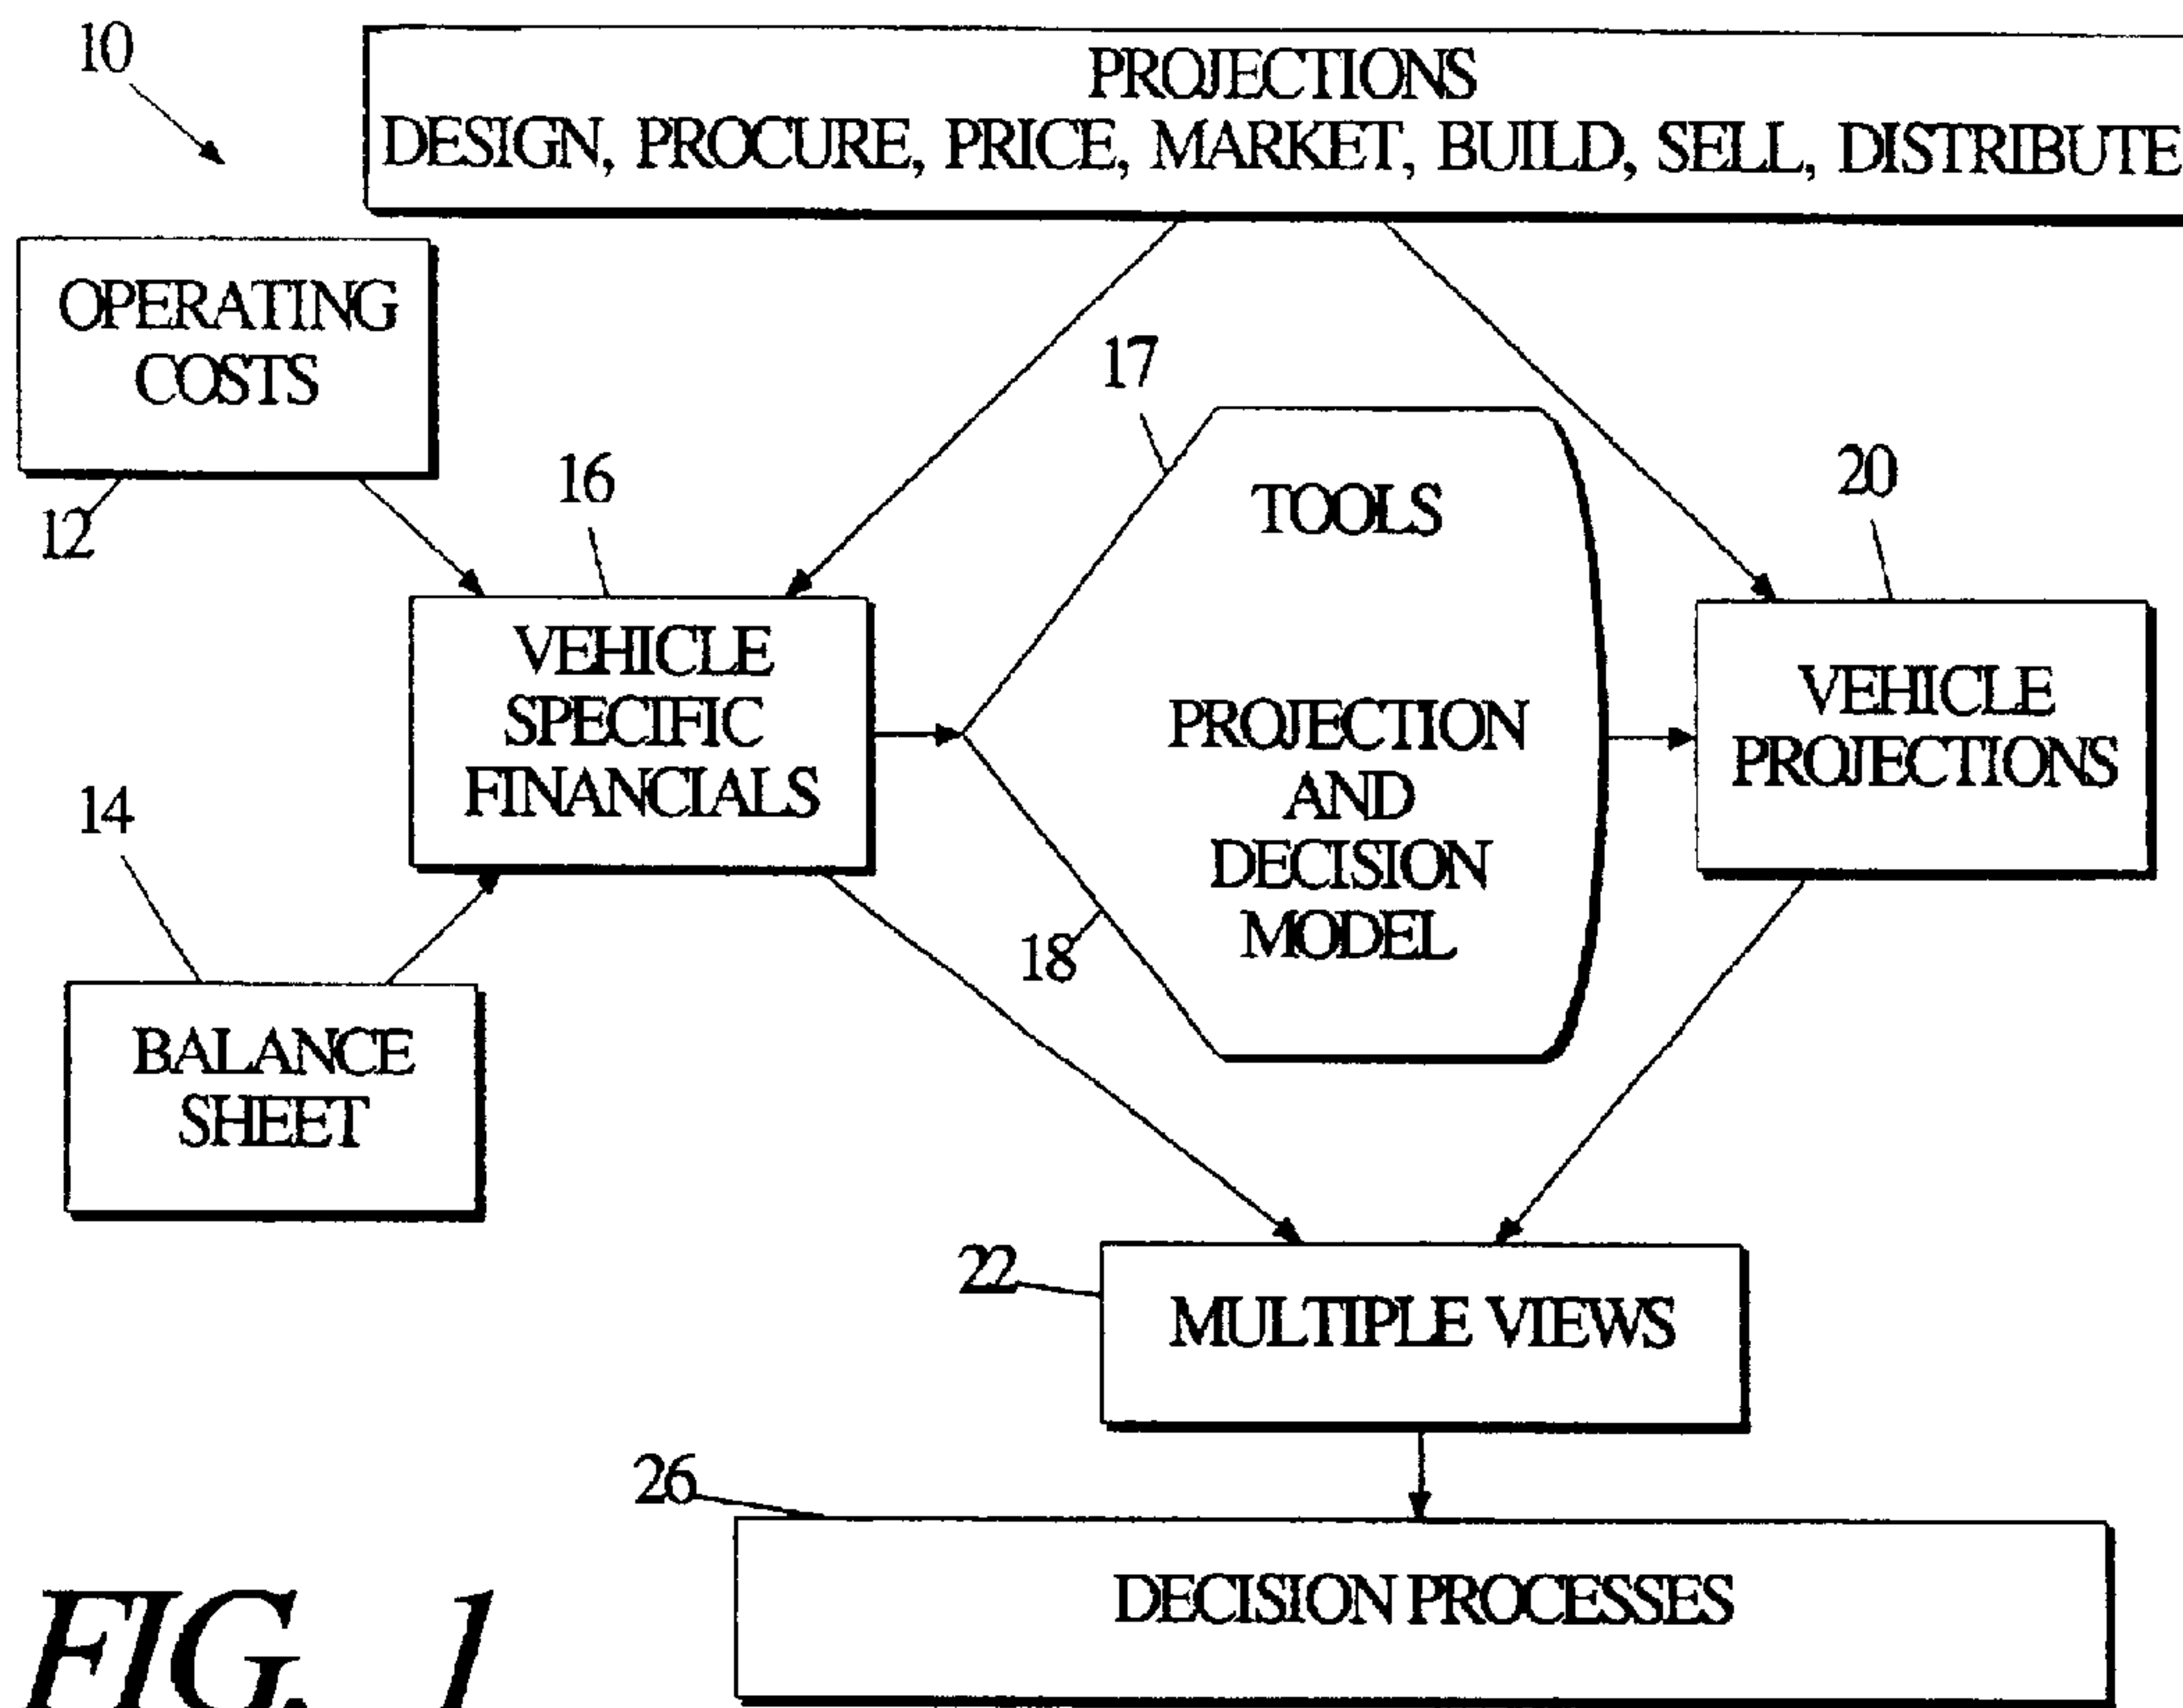 10
PROJECTIONS
DESIGN, PROCURE, PRICE, MARKET, BUILD, SELL, DISTRIBUTE
OPERATING
COSTS
12
17
16
20
TOOLS
VEHICLE
SPECIFIC
FINANCIALS
PROJECTION
AND
DECISION
MODEL
VEHICLE
PROJECTIONS
14
18
BALANCE
SHEET
22
MULTIPLE VIEWS
26
DECISION PROCESSES
FIG. 1